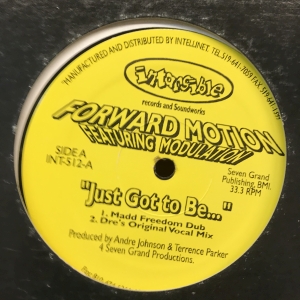 MANUFACTURED AND DISTRIBUTED BY INTELLINET. TEL.519.641.7059 FAX.519.641
intangible
records and Soundworks
FORWARD MOTION
FEATURING MODULATION
SIDE A
INT-512-A
Seven Grand
Publishing, BMI.
33.3 RPM
"Just Got to Be..."
1. Madd Freedom Dub
2. Dre's Original Vocal Mix
Produced by Andre Johnson & Terrence Parker
4 Seven Grand Productions.